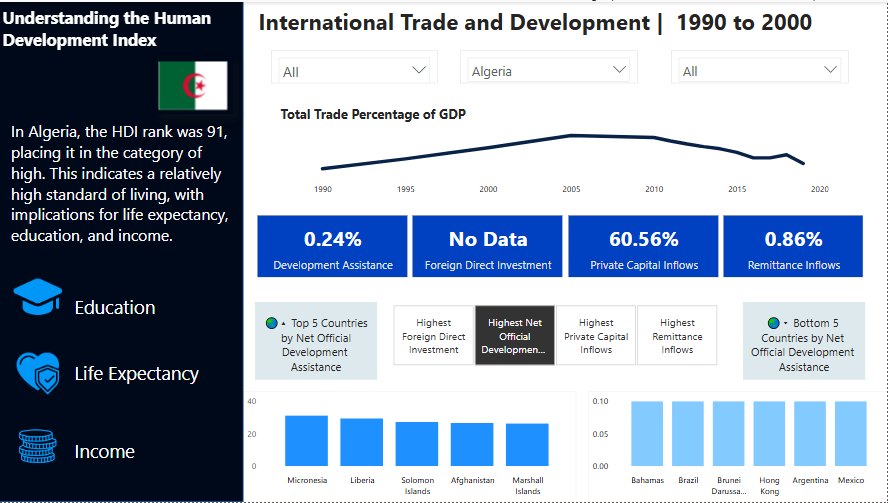 Understanding the Human
Development Index
In Algeria, the HDI rank was 91,
placing it in the category of
high. This indicates a relatively
high standard of living, with
implications for life expectancy,
education, and income.
Education
Life Expectancy
Income
International Trade and Development | 1990 to 2000
All
Algeria
All
Total Trade Percentage of GDP
1990 1995 2000 2005 2010 2015 2020
0.24%
Development Assistance
No Data
Foreign Direct Investment
60.56%
Private Capital Inflows
0.86%
Remittance Inflows
Top 5 Countries
by Net Official
Development
Assistance
Highest
Foreign Direct
Investment
Highest Net
Official
Developmen...
Highest
Private Capital
Inflows
Highest
Remittance
Inflows
Bottom 5
Countries by Net
Official Development
Assistance
40
20
0
Micronesia
Liberia
Solomon
Islands
Afghanistan
Marshall
Islands
0.10
0.05
0.00
Bahamas
Brazil
Brunei
Darussa...
Hong
Kong
Argentina
Mexico